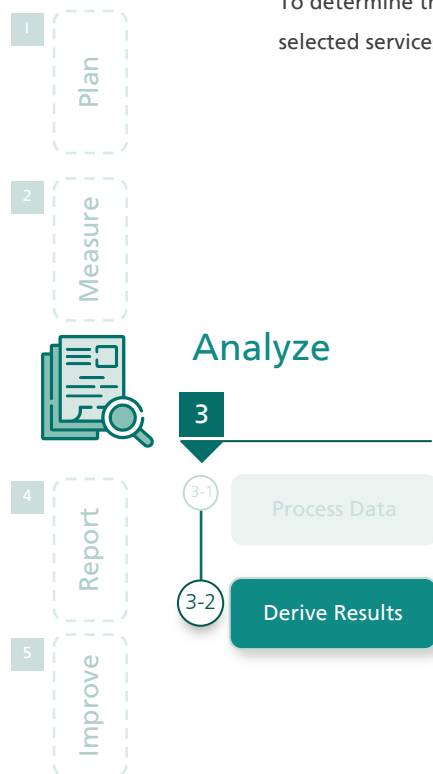 To determine th
selected service
1
Plan
2
Measure
Analyze
3
4
Report
3-1
Process Data
3-2
Derive Results
5
Improve